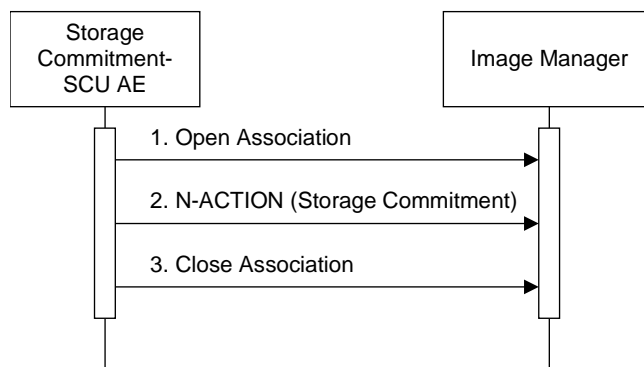 Storage
Commitment-
SCU AE
Image Manager
1. Open Association
2. N-ACTION (Storage Commitment)
3. Close Association